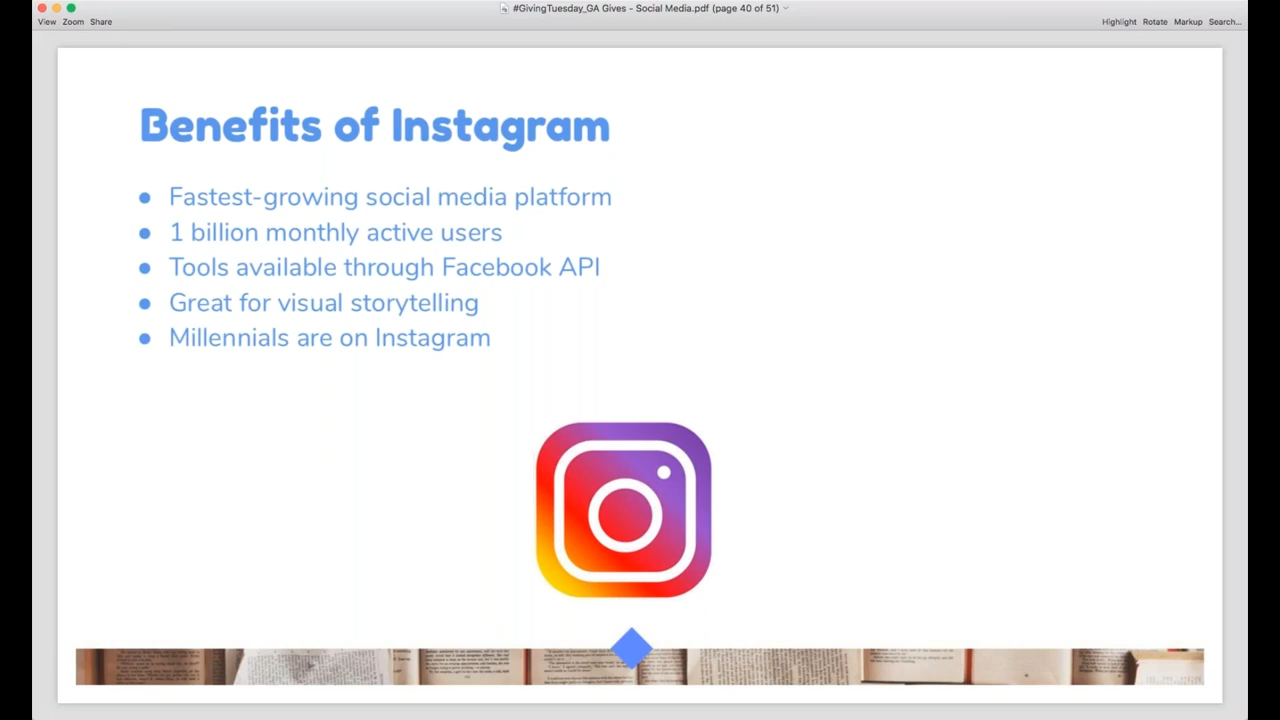 #GivingTuesday_GA Gives - Social Media.pdf (page 40 of 51)
View Zoom Share
Highlight Rotate Markup Search...
Benefits of Instagram
● Fastest-growing social media platform
● 1 billion monthly active users
● Tools available through Facebook API
● Great for visual storytelling
● Millennials are on Instagram